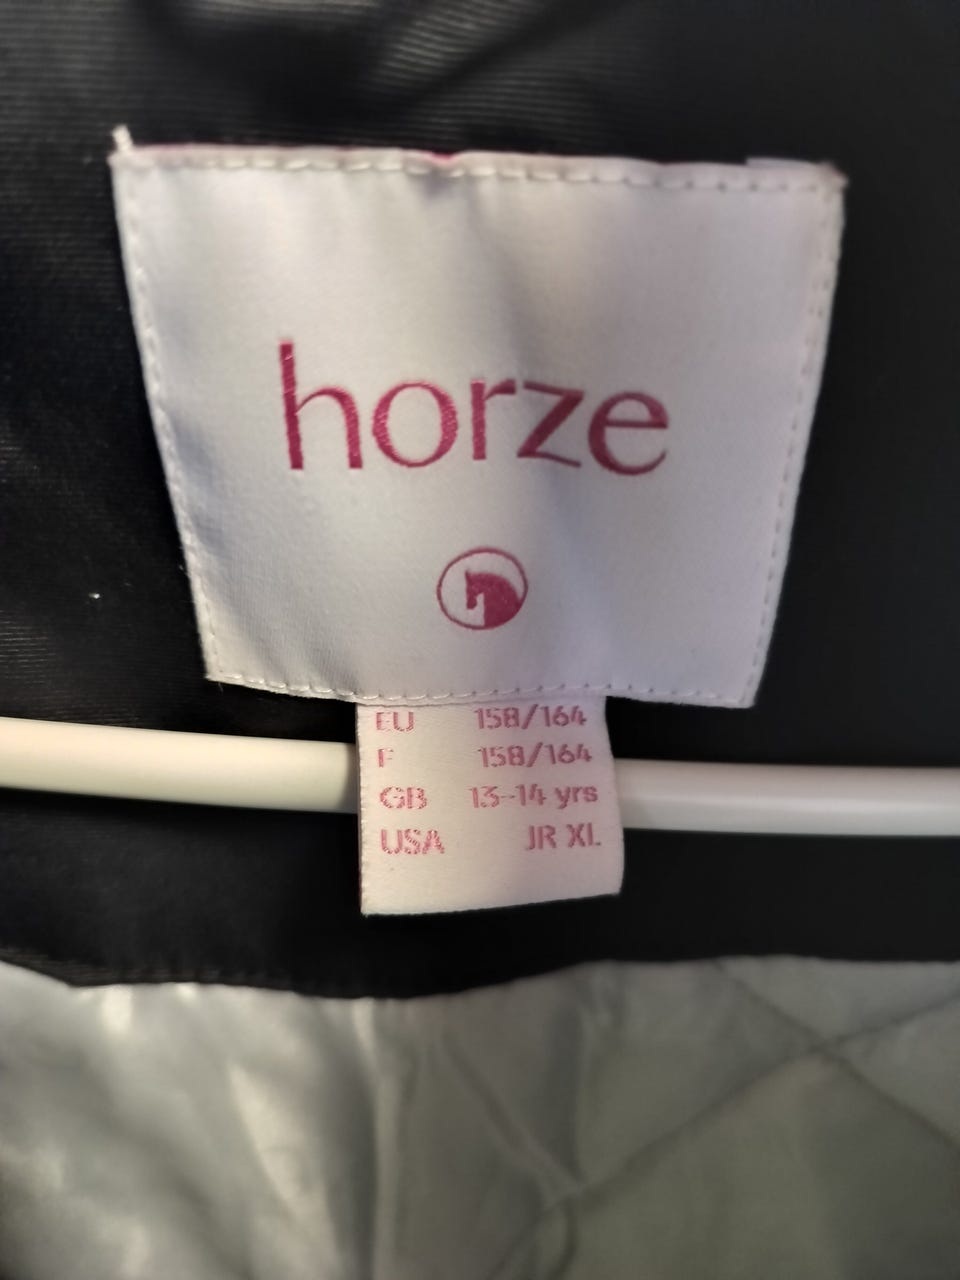 horze
EU 158/164
F 158/164
GB 13-14 yrs
USA JR XL